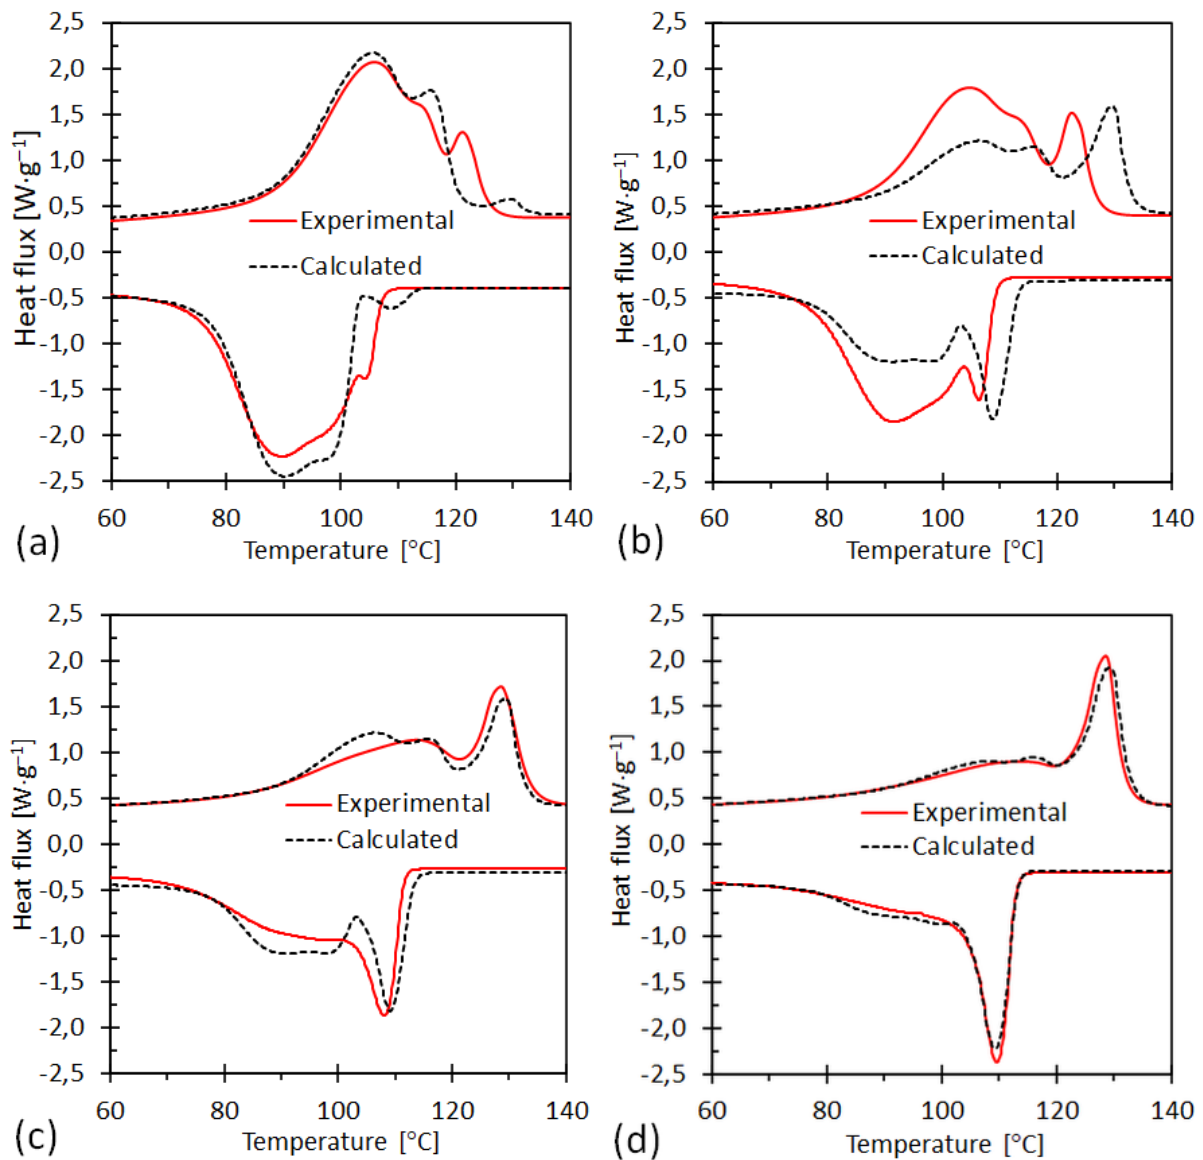 2,5
2,0
1,5
1,0
0,5
0,0
-0,5
-1,0
-1,5
-2,0
-2,5
Heat flux [W·g⁻¹]
Experimental
Calculated
60 80 100 120 140
Temperature [°C]
(a)
2,5
2,0
1,5
1,0
0,5
0,0
-0,5
-1,0
-1,5
-2,0
-2,5
Heat flux [W·g⁻¹]
Experimental
Calculated
60 80 100 120 140
Temperature [°C]
(b)
2,5
2,0
1,5
1,0
0,5
0,0
-0,5
-1,0
-1,5
-2,0
-2,5
Heat flux [W·g⁻¹]
Experimental
Calculated
60 80 100 120 140
Temperature [°C]
(c)
2,5
2,0
1,5
1,0
0,5
0,0
-0,5
-1,0
-1,5
-2,0
-2,5
Heat flux [W·g⁻¹]
Experimental
Calculated
60 80 100 120 140
Temperature [°C]
(d)